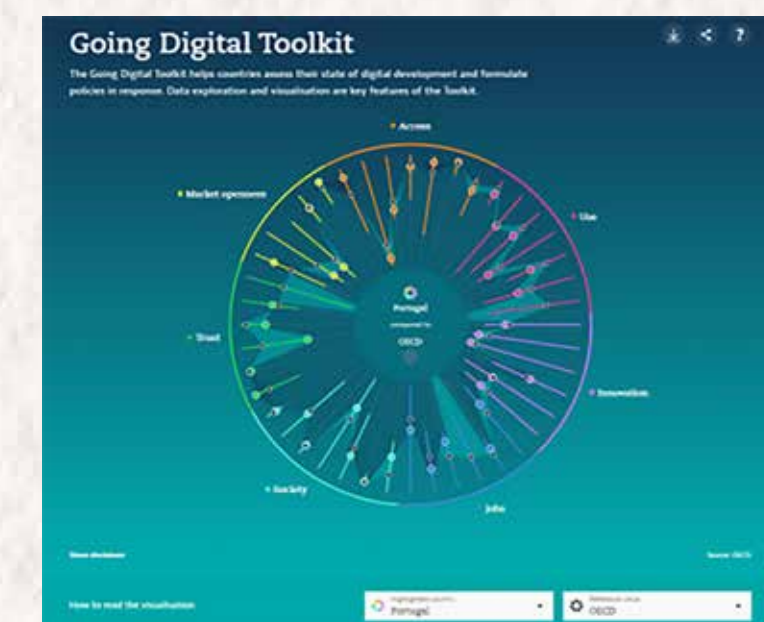 Going Digital Toolkit
?
The Going Digital Toolkit helps countries assess their state of digital development and formulate
policies in response. Data exploration and visualisation are key features of the Toolkit.
Access
Market openness
Use
Portugal
compared to
OECD
Trust
Innovation
Society
Jobs
Source: OECD
How to read the visualisation
Portugal
OECD